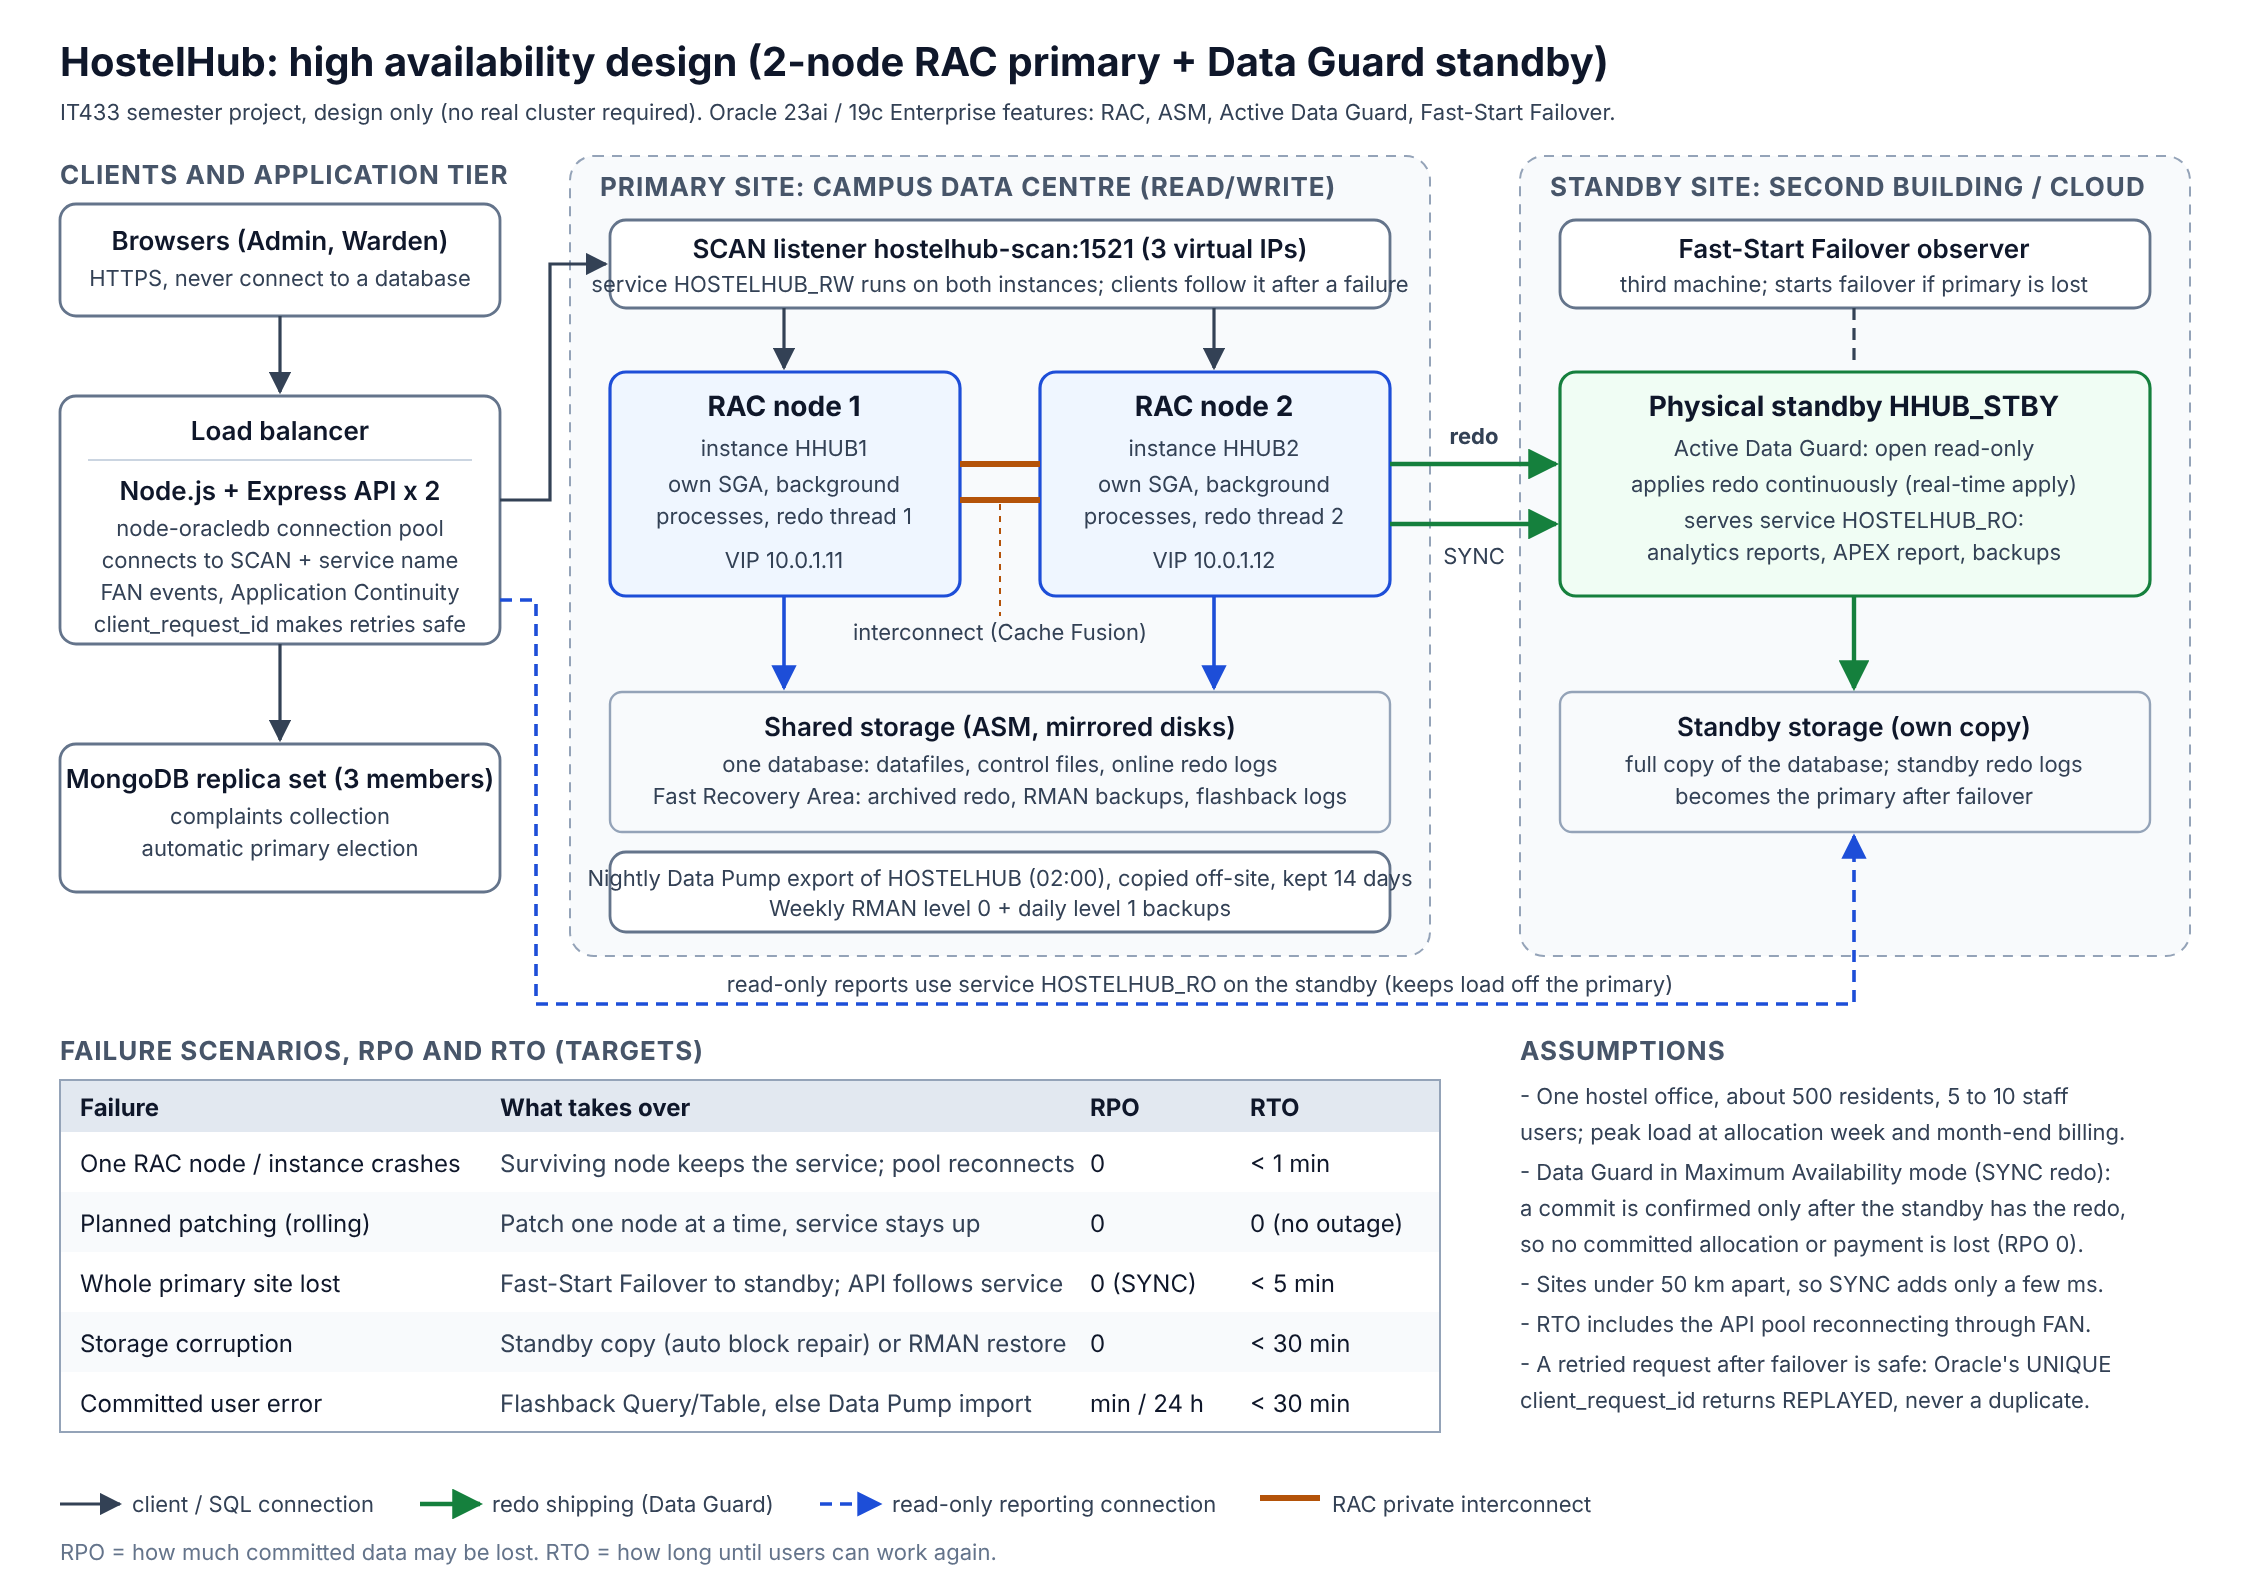 HostelHub: high availability design (2-node RAC primary + Data Guard standby)
IT433 semester project, design only (no real cluster required). Oracle 23ai / 19c Enterprise features: RAC, ASM, Active Data Guard, Fast-Start Failover.
CLIENTS AND APPLICATION TIER
Browsers (Admin, Warden)
HTTPS, never connect to a database
Load balancer
Node.js + Express API x 2
node-oracledb connection pool
connects to SCAN + service name
FAN events, Application Continuity
client_request_id makes retries safe
MongoDB replica set (3 members)
complaints collection
automatic primary election
PRIMARY SITE: CAMPUS DATA CENTRE (READ/WRITE)
SCAN listener hostelhub-scan:1521 (3 virtual IPs)
service HOSTELHUB_RW runs on both instances; clients follow it after a failure
RAC node 1
instance HHUB1
own SGA, background
processes, redo thread 1
VIP 10.0.1.11
RAC node 2
instance HHUB2
own SGA, background
processes, redo thread 2
VIP 10.0.1.12
interconnect (Cache Fusion)
Shared storage (ASM, mirrored disks)
one database: datafiles, control files, online redo logs
Fast Recovery Area: archived redo, RMAN backups, flashback logs
Nightly Data Pump export of HOSTELHUB (02:00), copied off-site, kept 14 days
Weekly RMAN level 0 + daily level 1 backups
redo
SYNC
STANDBY SITE: SECOND BUILDING / CLOUD
Fast-Start Failover observer
third machine; starts failover if primary is lost
Physical standby HHUB_STBY
Active Data Guard: open read-only
applies redo continuously (real-time apply)
serves service HOSTELHUB_RO:
analytics reports, APEX report, backups
Standby storage (own copy)
full copy of the database; standby redo logs
becomes the primary after failover
read-only reports use service HOSTELHUB_RO on the standby (keeps load off the primary)
FAILURE SCENARIOS, RPO AND RTO (TARGETS)
Failure What takes over RPO RTO
One RAC node / instance crashes Surviving node keeps the service; pool reconnects 0 < 1 min
Planned patching (rolling) Patch one node at a time, service stays up 0 0 (no outage)
Whole primary site lost Fast-Start Failover to standby; API follows service 0 (SYNC) < 5 min
Storage corruption Standby copy (auto block repair) or RMAN restore 0 < 30 min
Committed user error Flashback Query/Table, else Data Pump import min / 24 h < 30 min
ASSUMPTIONS
- One hostel office, about 500 residents, 5 to 10 staff
users; peak load at allocation week and month-end billing.
- Data Guard in Maximum Availability mode (SYNC redo):
a commit is confirmed only after the standby has the redo,
so no committed allocation or payment is lost (RPO 0).
- Sites under 50 km apart, so SYNC adds only a few ms.
- RTO includes the API pool reconnecting through FAN.
- A retried request after failover is safe: Oracle's UNIQUE
client_request_id returns REPLAYED, never a duplicate.
client / SQL connection
redo shipping (Data Guard)
read-only reporting connection
RAC private interconnect
RPO = how much committed data may be lost. RTO = how long until users can work again.